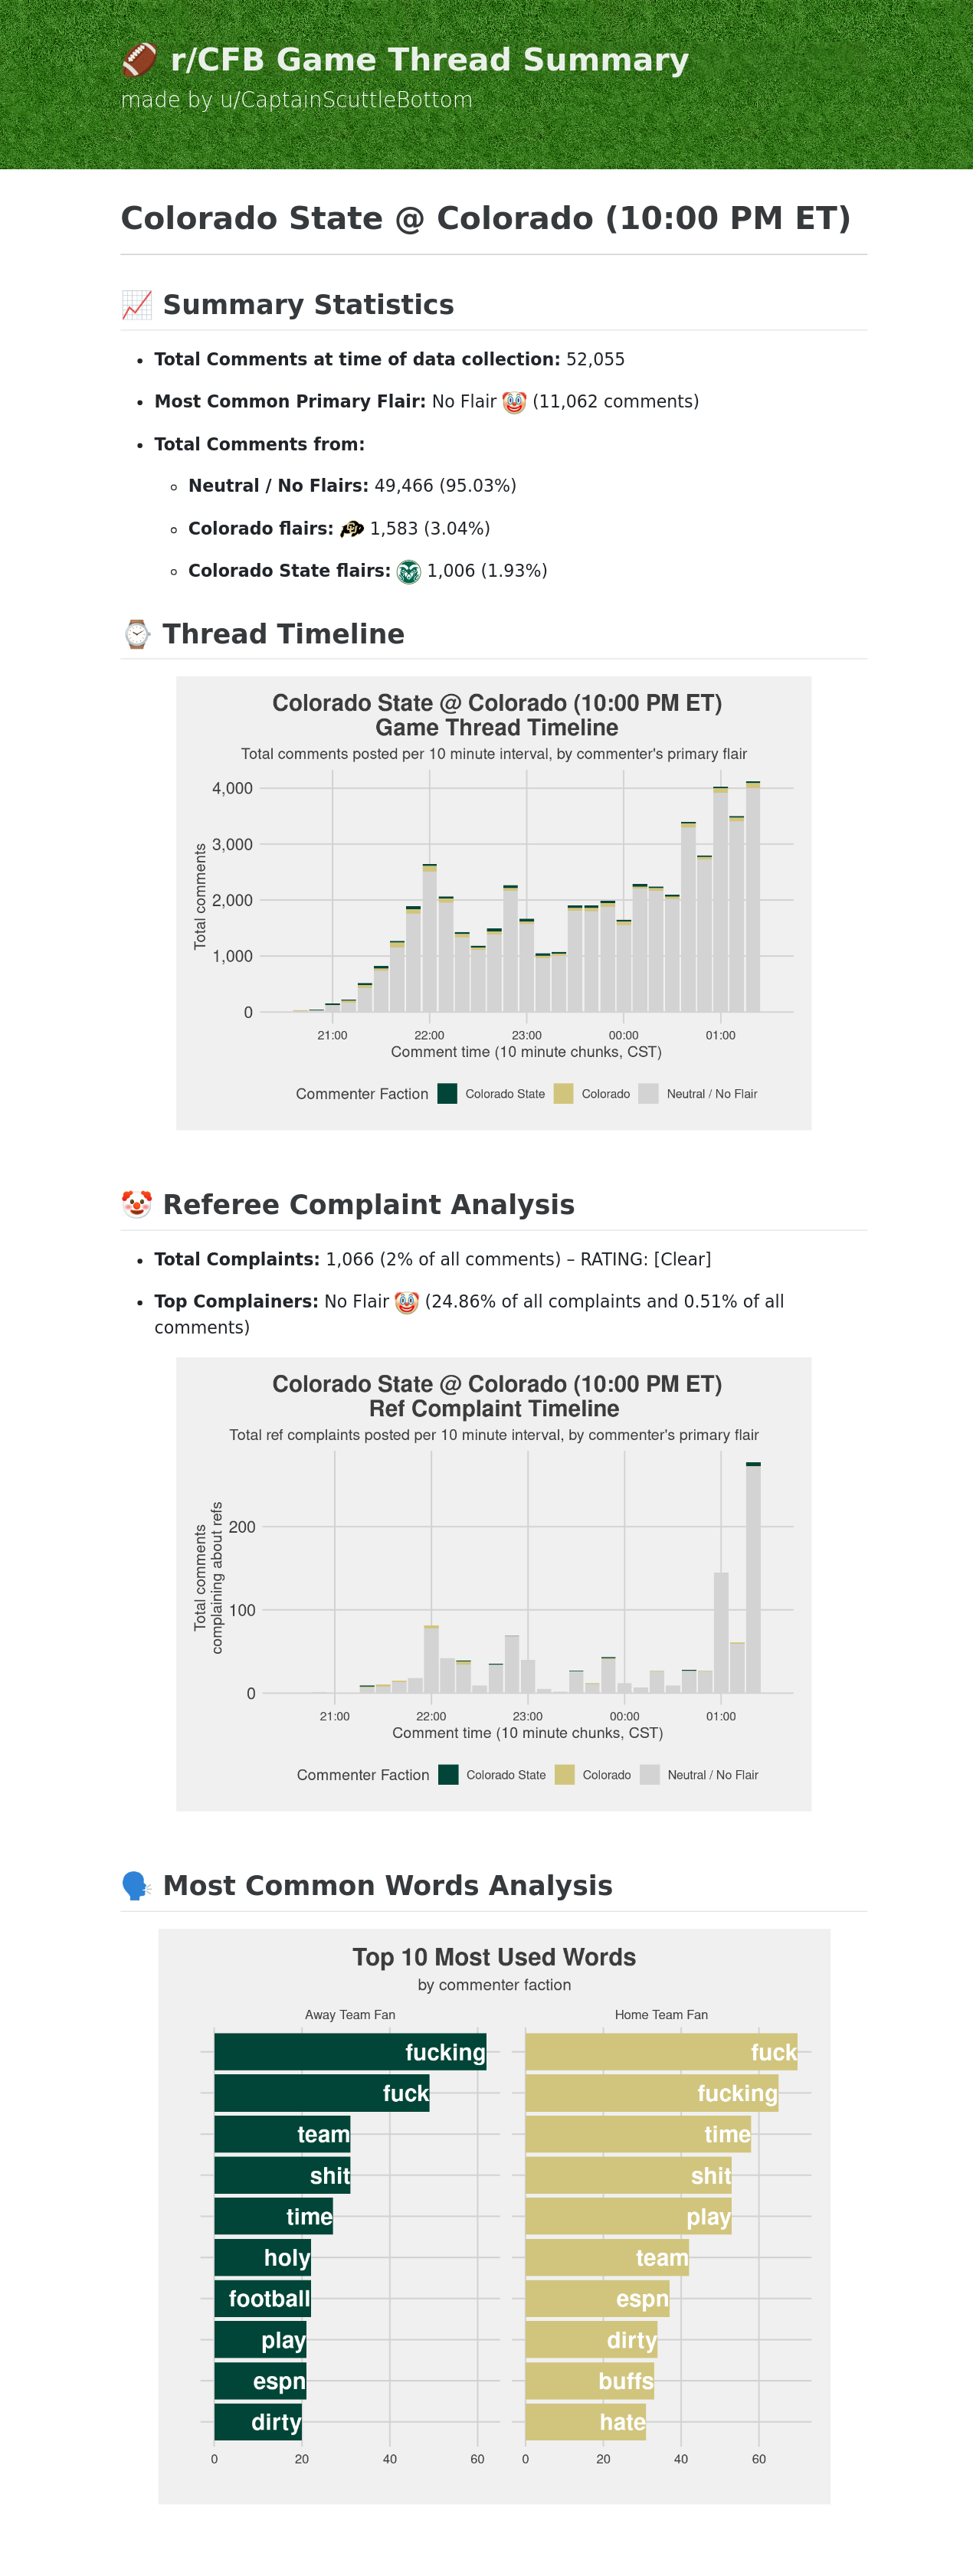 r/CFB Game Thread Summary
made by u/CaptainScuttleBottom
Colorado State @ Colorado (10:00 PM ET)
Summary Statistics
Total Comments at time of data collection: 52,055
Most Common Primary Flair: No Flair (11,062 comments)
Total Comments from:
Neutral / No Flairs: 49,466 (95.03%)
Colorado flairs: 1,583 (3.04%)
Colorado State flairs: 1,006 (1.93%)
Thread Timeline
Colorado State @ Colorado (10:00 PM ET)
Game Thread Timeline
Total comments posted per 10 minute interval, by commenter's primary flair
Total comments
4,000
3,000
2,000
1,000
0
21:00 22:00 23:00 00:00 01:00
Comment time (10 minute chunks, CST)
Commenter Faction Colorado State Colorado Neutral / No Flair
Referee Complaint Analysis
Total Complaints: 1,066 (2% of all comments) – RATING: [Clear]
Top Complainers: No Flair (24.86% of all complaints and 0.51% of all
comments)
Colorado State @ Colorado (10:00 PM ET)
Ref Complaint Timeline
Total ref complaints posted per 10 minute interval, by commenter's primary flair
Total comments
complaining about refs
200
100
0
21:00 22:00 23:00 00:00 01:00
Comment time (10 minute chunks, CST)
Commenter Faction Colorado State Colorado Neutral / No Flair
Most Common Words Analysis
Top 10 Most Used Words
by commenter faction
Away Team Fan
fucking
fuck
team
shit
time
holy
football
play
espn
dirty
0 20 40 60
Home Team Fan
fuck
fucking
time
shit
play
team
espn
dirty
buffs
hate
0 20 40 60